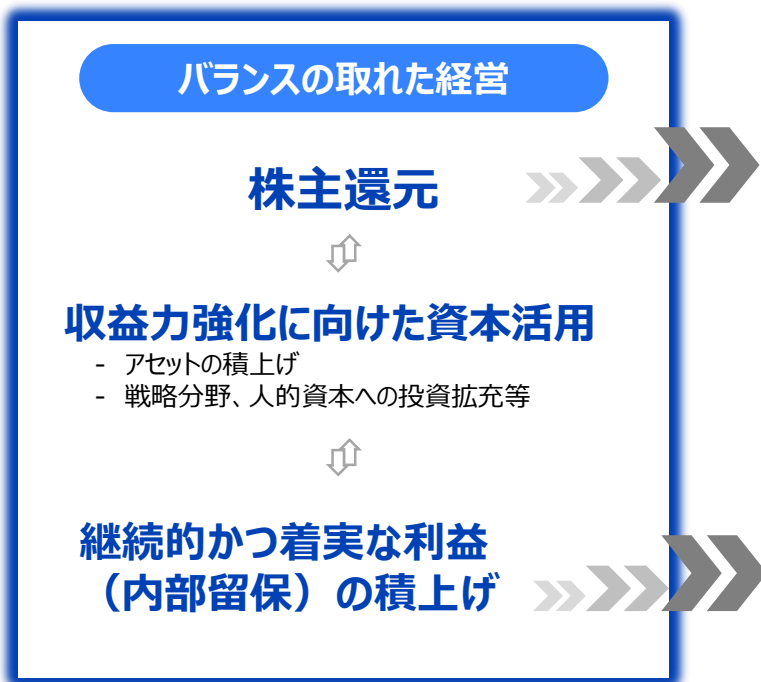 バランスの取れた経営
株主還元
収益力強化に向けた資本活用
- アセットの積上げ
- 戦略分野、人的資本への投資拡充等
継続的かつ着実な利益
（内部留保）の積上げ